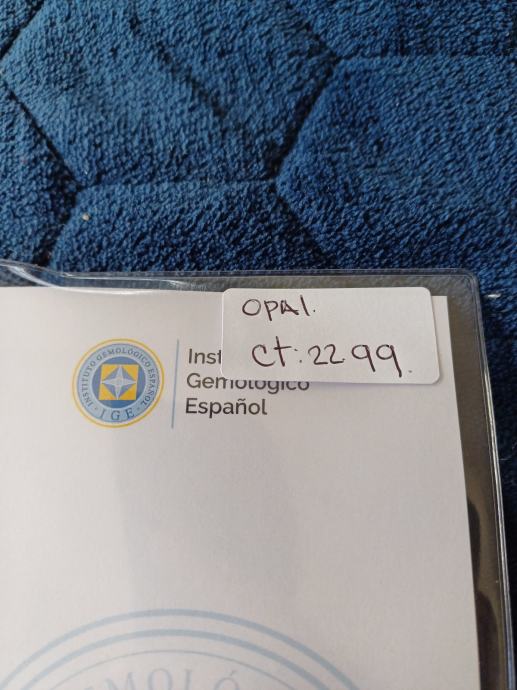 OPAl.
Ct: 22 99.
Inst
Gemológico
Español
INSTITUTO GEMOLÓGICO ESPAÑOL
· I G E ·